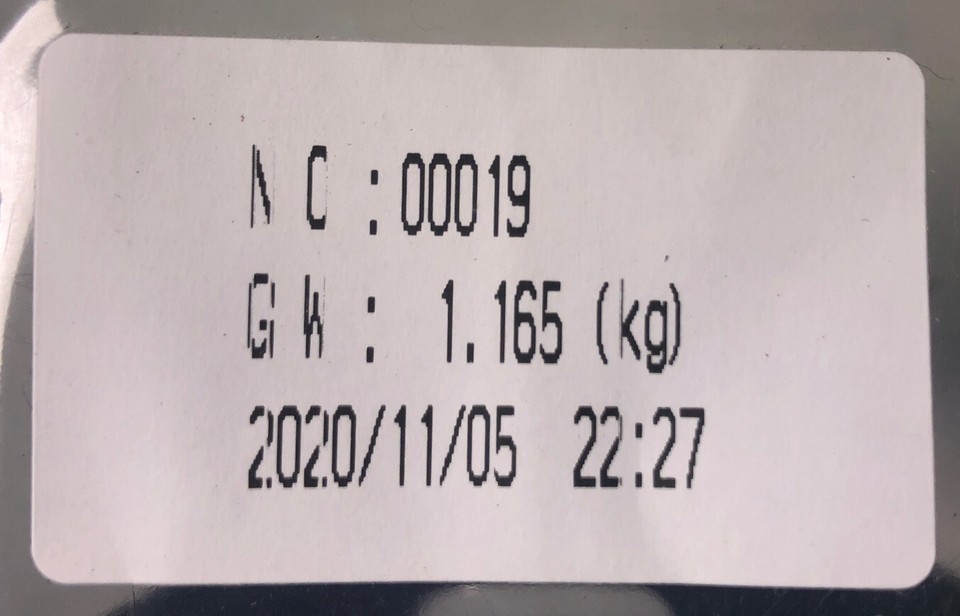 N C :00019
G W : 1.165 (kg)
2020/11/05 22:27